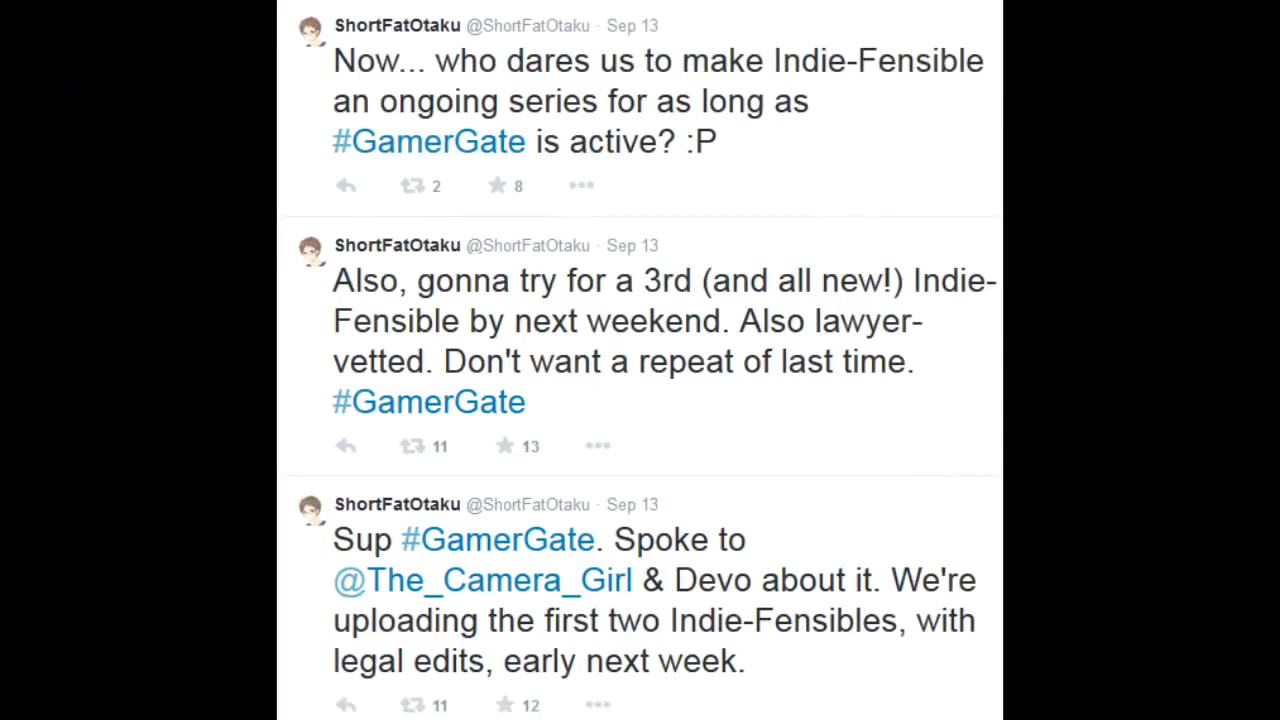 ShortFatOtaku @ShortFatOtaku · Sep 13
Now... who dares us to make Indie-Fensible
an ongoing series for as long as
#GamerGate is active? :P
2 8
ShortFatOtaku @ShortFatOtaku · Sep 13
Also, gonna try for a 3rd (and all new!) Indie-
Fensible by next weekend. Also lawyer-
vetted. Don't want a repeat of last time.
#GamerGate
11 13
ShortFatOtaku @ShortFatOtaku · Sep 13
Sup #GamerGate. Spoke to
@The_Camera_Girl & Devo about it. We're
uploading the first two Indie-Fensibles, with
legal edits, early next week.
11 12